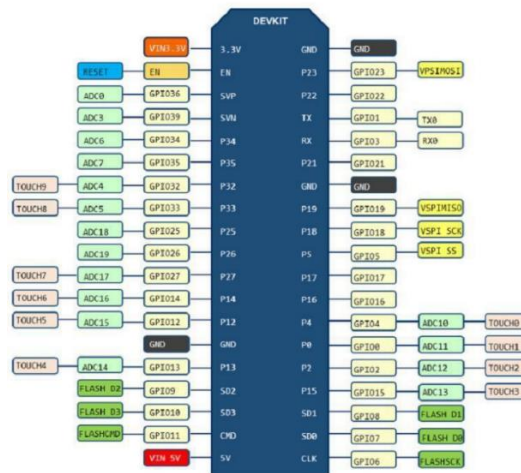 DEVKIT
VIN3.3V 3.3V GND GND
RESET EN EN P23 GPIO23 VPSIMOSI
ADC0 GPIO36 SVP P22 GPIO22
ADC3 GPIO39 SVN TX GPIO1 TX0
ADC6 GPIO34 P34 RX GPIO3 RX0
ADC7 GPIO35 P35 P21 GPIO21
TOUCH9 ADC4 GPIO32 P32 GND GND
TOUCH8 ADC5 GPIO33 P33 P19 GPIO19 VSPIMISO
ADC18 GPIO25 P25 P18 GPIO18 VSPI SCK
ADC19 GPIO26 P26 P5 GPIO5 VSPI SS
TOUCH7 ADC17 GPIO27 P27 P17 GPIO17
TOUCH6 ADC16 GPIO14 P14 P16 GPIO16
TOUCH5 ADC15 GPIO12 P12 P4 GPIO4 ADC10 TOUCH0
GND GND P0 GPIO0 ADC11 TOUCH1
TOUCH4 ADC14 GPIO13 P13 P2 GPIO2 ADC12 TOUCH2
FLASH D2 GPIO9 SD2 P15 GPIO15 ADC13 TOUCH3
FLASH D3 GPIO10 SD3 SD1 GPIO8 FLASH D1
FLASHCMD GPIO11 CMD SD0 GPIO7 FLASH D0
VIN 5V 5V CLK GPIO6 FLASHSCK